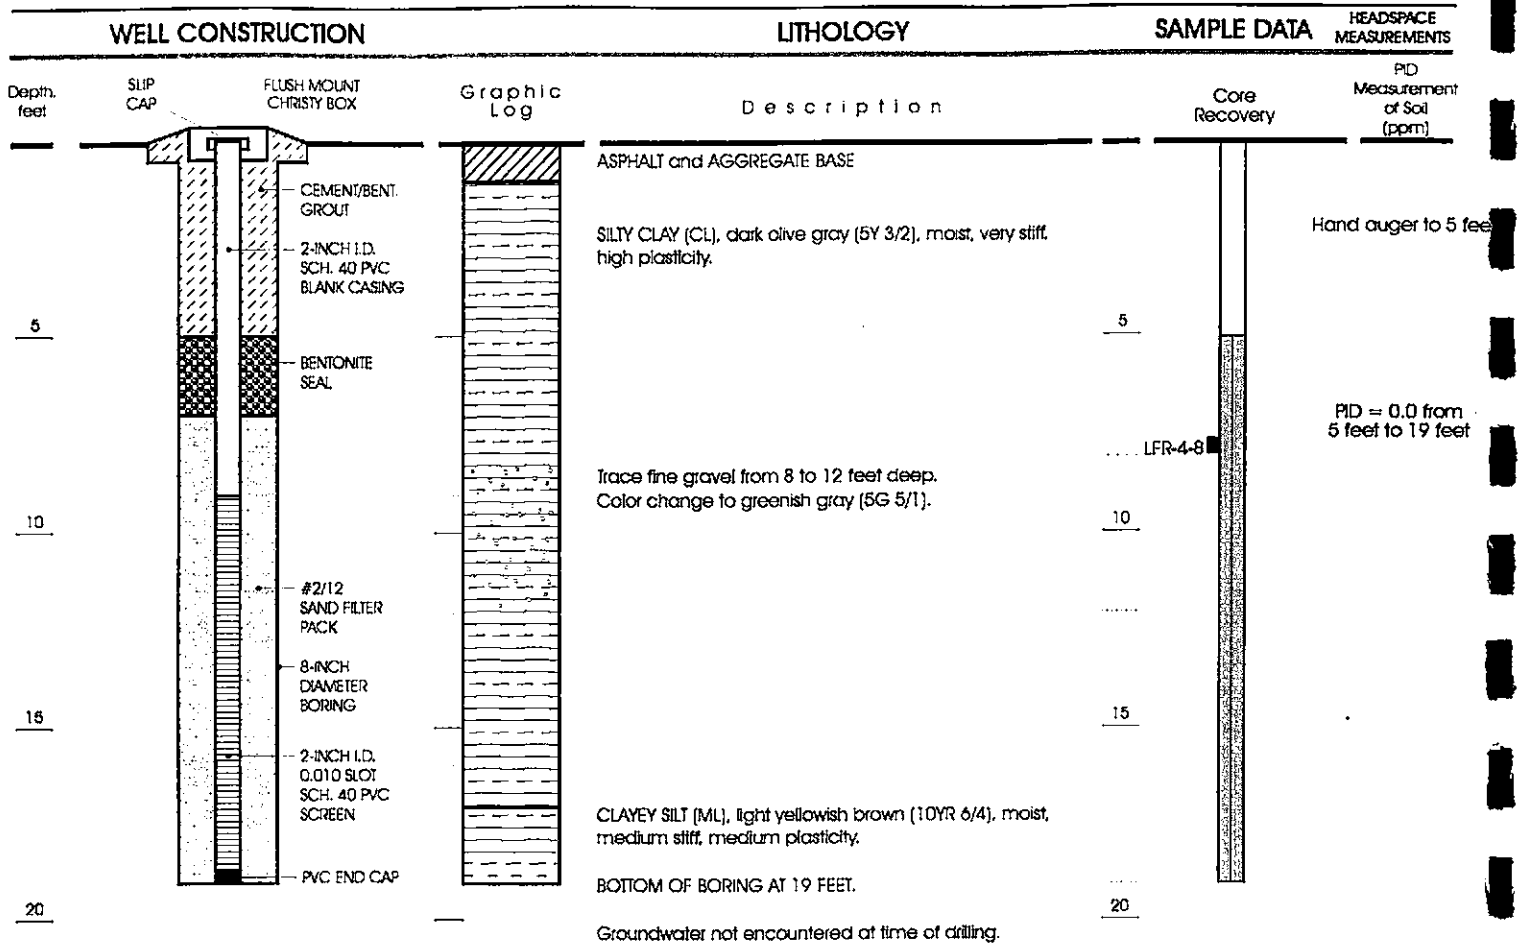 WELL CONSTRUCTION
LITHOLOGY
SAMPLE DATA
HEADSPACE
MEASUREMENTS
Depth,
feet
SLIP
CAP
FLUSH MOUNT
CHRISTY BOX
Graphic
Log
Description
Core
Recovery
PID
Measurement
of Soil
(ppm)
CEMENT/BENT.
GROUT
2-INCH I.D.
SCH. 40 PVC
BLANK CASING
5
BENTONITE
SEAL
10
#2/12
SAND FILTER
PACK
8-INCH
DIAMETER
BORING
15
2-INCH I.D.
0.010 SLOT
SCH. 40 PVC
SCREEN
PVC END CAP
20
ASPHALT and AGGREGATE BASE
SILTY CLAY (CL), dark olive gray (5Y 3/2), moist, very stiff,
high plasticity.
Trace fine gravel from 8 to 12 feet deep.
Color change to greenish gray (5G 5/1).
CLAYEY SILT (ML), light yellowish brown (10YR 6/4), moist,
medium stiff, medium plasticity.
BOTTOM OF BORING AT 19 FEET.
Groundwater not encountered at time of drilling.
5
LFR-4-8
10
15
20
Hand auger to 5 fee
PID = 0.0 from
5 feet to 19 feet